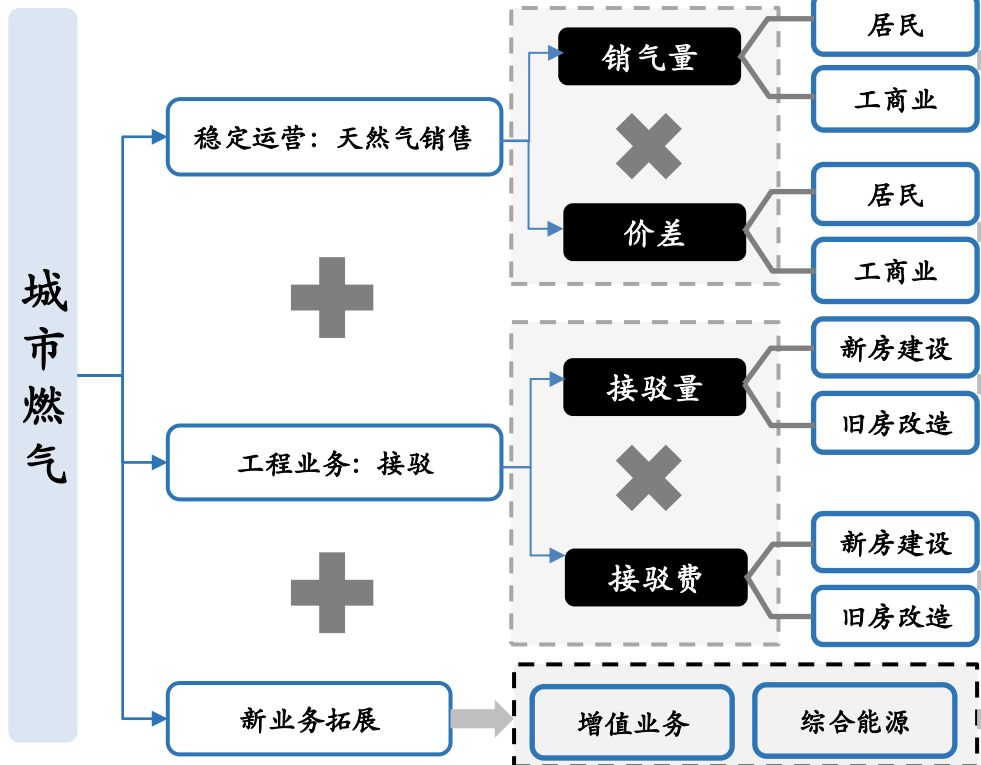 城市燃气
稳定运营：天然气销售
销气量
居民
工商业
价差
居民
工商业
工程业务：接驳
接驳量
新房建设
旧房改造
接驳费
新房建设
旧房改造
新业务拓展
增值业务
综合能源